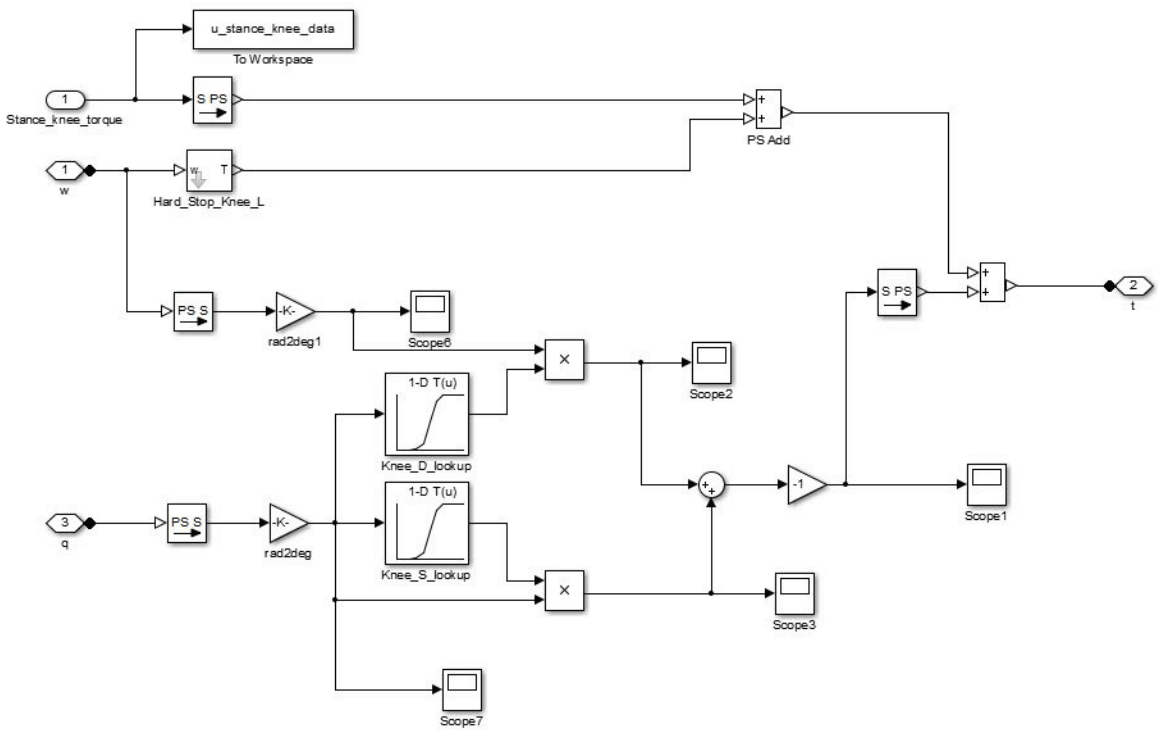 u_stance_knee_data
To Workspace
1
Stance_knee_torque
S PS
+
+
PS Add
1
w
w T
Hard_Stop_Knee_L
PS S
-K-
rad2deg1
Scope6
×
Scope2
S PS
+
+
2
t
1-D T(u)
Knee_D_lookup
1-D T(u)
Knee_S_lookup
3
q
PS S
-K-
rad2deg
+
+
-1
Scope1
×
Scope3
Scope7